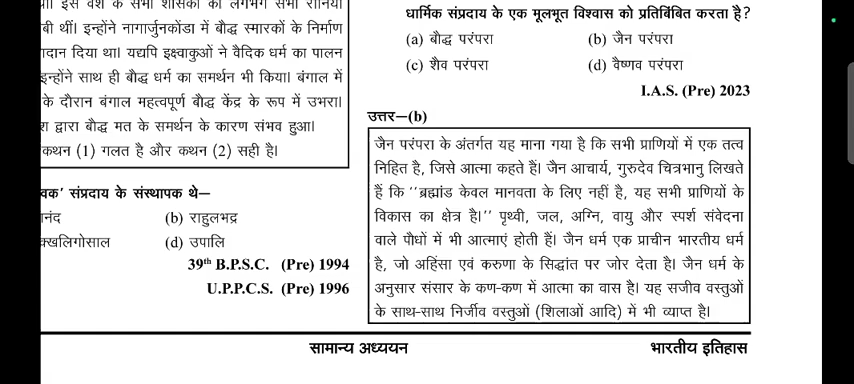 था। इस वंश के सभी शासकों की लगभग सभी रानियाँ
बी थीं। इन्होंने नागार्जुनकोंडा में बौद्ध स्मारकों के निर्माण
गदान दिया था। यद्यपि इक्ष्वाकुओं ने वैदिक धर्म का पालन
इन्होंने साथ ही बौद्ध धर्म का समर्थन भी किया। बंगाल में
के दौरान बंगाल महत्वपूर्ण बौद्ध केंद्र के रूप में उभरा।
श द्वारा बौद्ध मत के समर्थन के कारण संभव हुआ।
कथन (1) गलत है और कथन (2) सही है।
वक' संप्रदाय के संस्थापक थे—
ानंद (b) राहुलभद्र
क्खलिगोसाल (d) उपालि
39th B.P.S.C. (Pre) 1994
U.P.P.C.S. (Pre) 1996
धार्मिक संप्रदाय के एक मूलभूत विश्वास को प्रतिबिंबित करता है?
(a) बौद्ध परंपरा (b) जैन परंपरा
(c) शैव परंपरा (d) वैष्णव परंपरा
I.A.S. (Pre) 2023
उत्तर—(b)
जैन परंपरा के अंतर्गत यह माना गया है कि सभी प्राणियों में एक तत्व
निहित है, जिसे आत्मा कहते हैं। जैन आचार्य, गुरुदेव चित्रभानु लिखते
हैं कि ''ब्रह्मांड केवल मानवता के लिए नहीं है, यह सभी प्राणियों के
विकास का क्षेत्र है।'' पृथ्वी, जल, अग्नि, वायु और स्पर्श संवेदना
वाले पौधों में भी आत्माएं होती हैं। जैन धर्म एक प्राचीन भारतीय धर्म
है, जो अहिंसा एवं करुणा के सिद्धांत पर जोर देता है। जैन धर्म के
अनुसार संसार के कण-कण में आत्मा का वास है। यह सजीव वस्तुओं
के साथ-साथ निर्जीव वस्तुओं (शिलाओं आदि) में भी व्याप्त है।
सामान्य अध्ययन भारतीय इतिहास